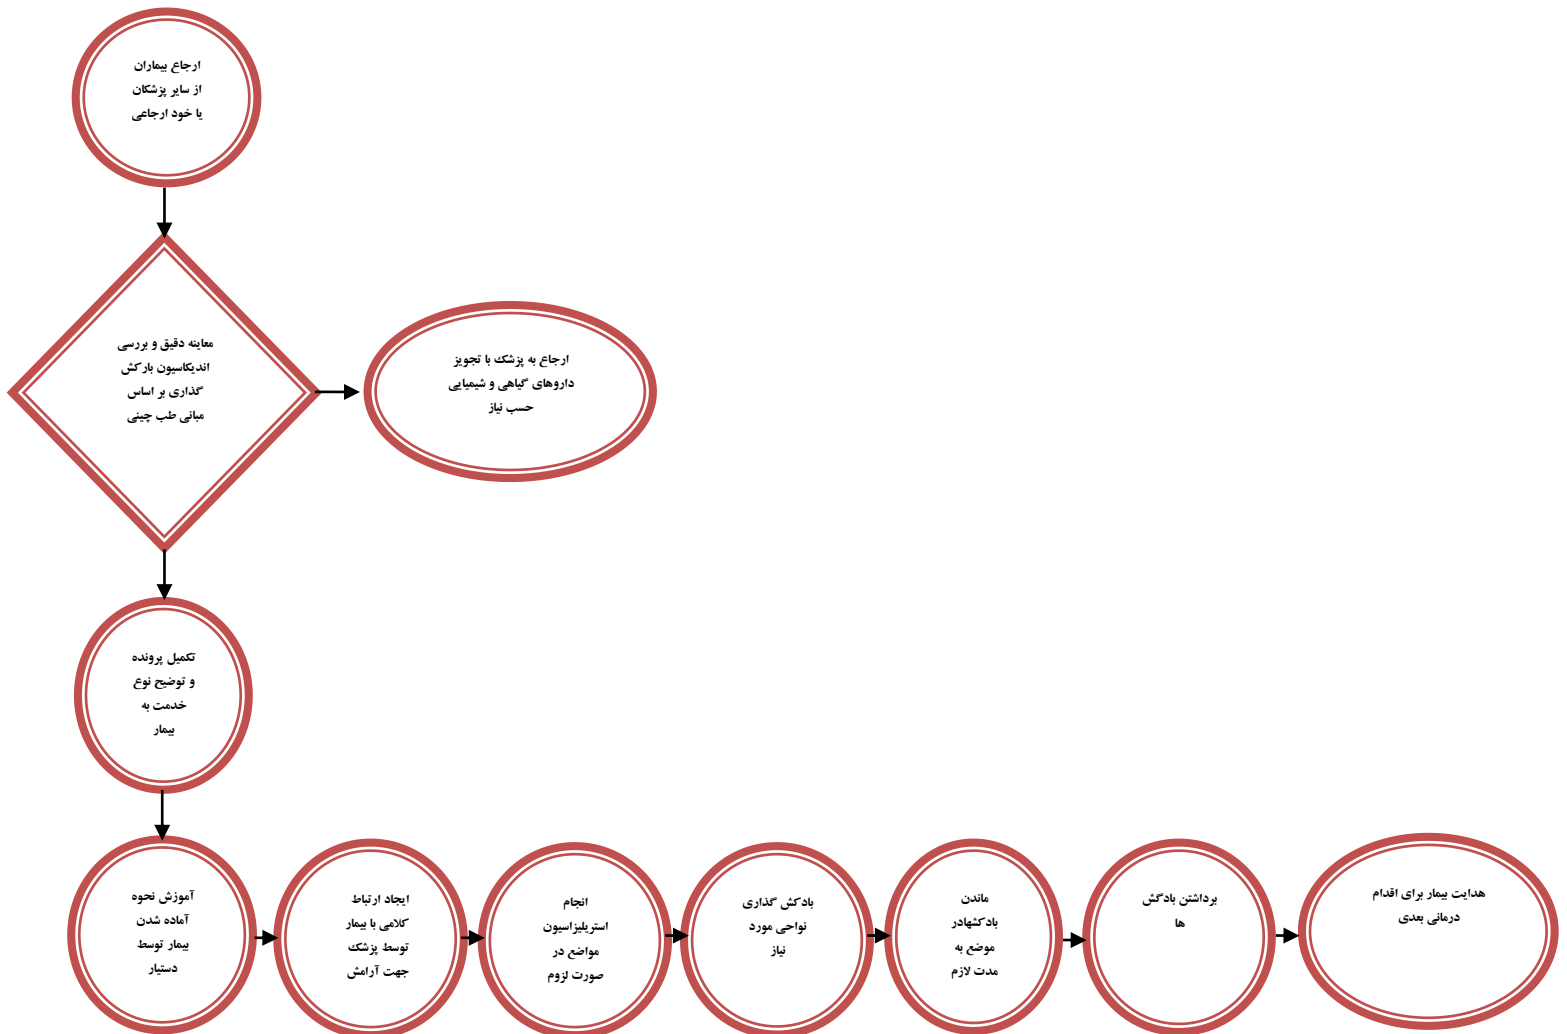 ارجاع بیماران
از سایر پزشکان
یا خود ارجاعی
معاینه دقیق و بررسی
اندیکاسیون بارکش
گذاری بر اساس
مبانی طب چینی
ارجاع به پزشک با تجویز
داروهای گیاهی و شیمیایی
حسب نیاز
تکمیل پرونده
و توضیح نوع
خدمت به
بیمار
آموزش نحوه
آماده شدن
بیمار توسط
دستیار
ایجاد ارتباط
کلامی با بیمار
توسط پزشک
جهت آرامش
انجام
استریلیزاسیون
مواضع در
صورت لزوم
بادکش گذاری
نواحی مورد
نیاز
ماندن
بادکشهادر
موضع به
مدت لازم
برداشتن بادگش
ها
هدایت بیمار برای اقدام
درمانی بعدی